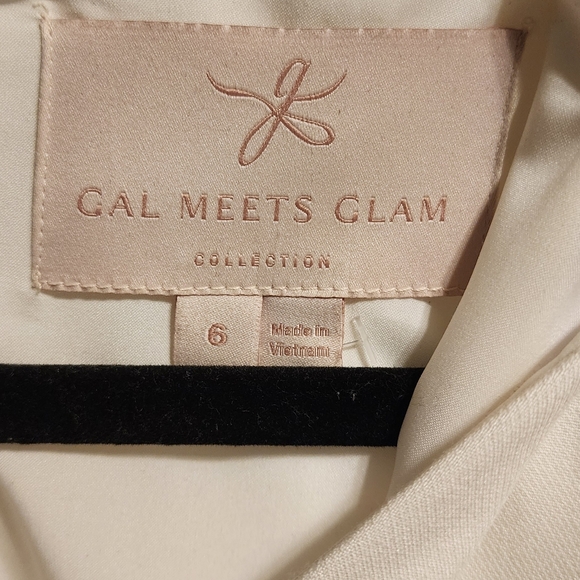 g
GAL MEETS GLAM
COLLECTION
6
Made in
Vietnam